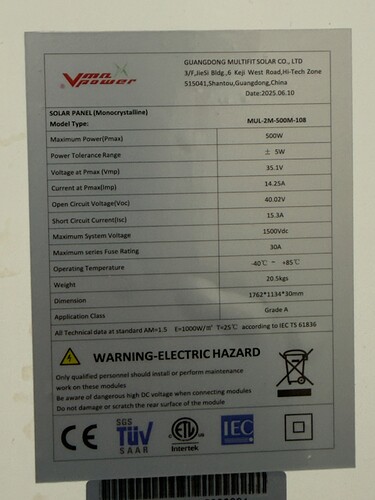 Vmax power
GUANGDONG MULTIFIT SOLAR CO., LTD
3/F,JieSi Bldg.,6 Keji West Road,Hi-Tech Zone
515041,Shantou,Guangdong,China
Date:2025.06.10
SOLAR PANEL (Monocrystalline)
Model Type: MUL-2M-500M-108
Maximum Power(Pmax) 500W
Power Tolerance Range ± 5W
Voltage at Pmax (Vmp) 35.1V
Current at Pmax(Imp) 14.25A
Open Circuit Voltage(Voc) 40.02V
Short Circuit Current(Isc) 15.3A
Maximum System Voltage 1500Vdc
Maximum series Fuse Rating 30A
Operating Temperature -40℃ ~ +85℃
Weight 20.5kgs
Dimension 1762*1134*30mm
Application Class Grade A
All Technical data at standard AM=1.5 E=1000W/㎡ T=25℃ according to IEC TS 61836
WARNING-ELECTRIC HAZARD
Only qualified personnel should install or perform maintenance
work on these modules
Be aware of dangerous high DC voltage when connecting modules
Do not damage or scratch the rear surface of the module
CE
SGS
TÜV
SAAR
ETL
Intertek
IEC